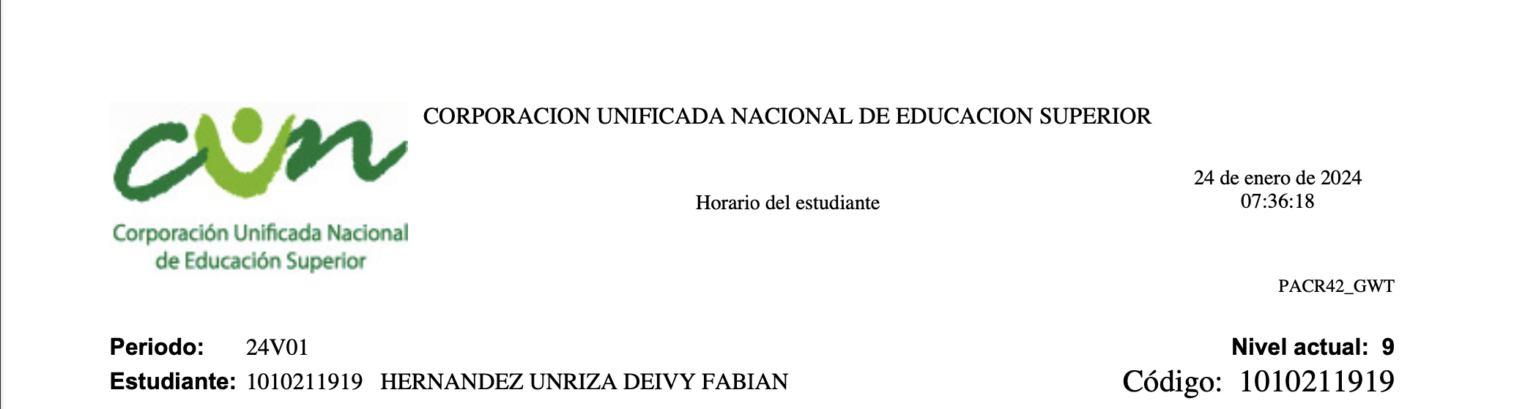 cun
Corporación Unificada Nacional
de Educación Superior
CORPORACION UNIFICADA NACIONAL DE EDUCACION SUPERIOR
Horario del estudiante
24 de enero de 2024
07:36:18
PACR42_GWT
Periodo: 24V01 Nivel actual: 9
Estudiante: 1010211919 HERNANDEZ UNRIZA DEIVY FABIAN Código: 1010211919